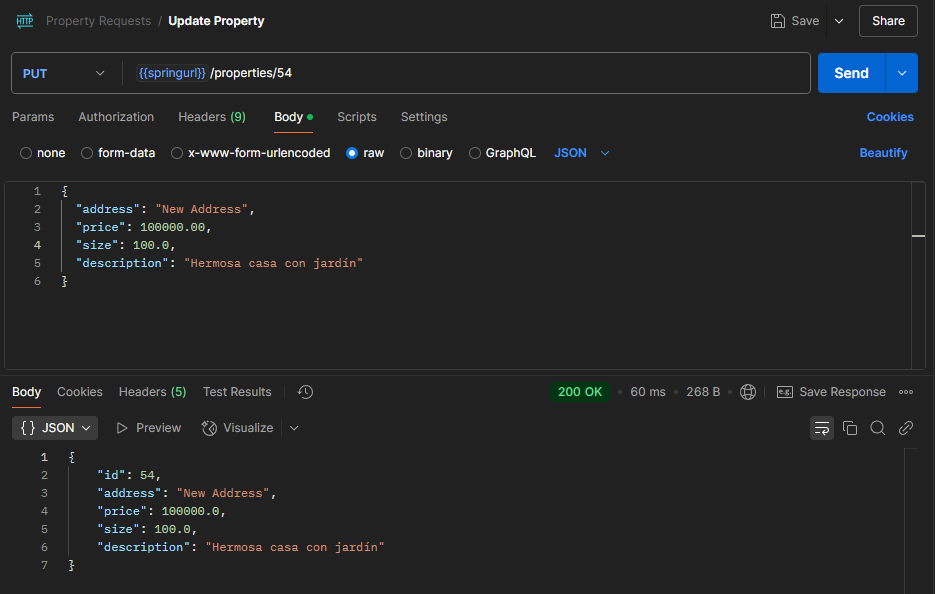 HTTP Property Requests / Update Property Save Share
PUT {{springurl}} /properties/54 Send
Params Authorization Headers (9) Body Scripts Settings Cookies
none form-data x-www-form-urlencoded raw binary GraphQL JSON Beautify
1 {
2 "address": "New Address",
3 "price": 100000.00,
4 "size": 100.0,
5 "description": "Hermosa casa con jardín"
6 }
Body Cookies Headers (5) Test Results 200 OK 60 ms 268 B e.g. Save Response
{ } JSON Preview Visualize
1 {
2 "id": 54,
3 "address": "New Address",
4 "price": 100000.0,
5 "size": 100.0,
6 "description": "Hermosa casa con jardín"
7 }